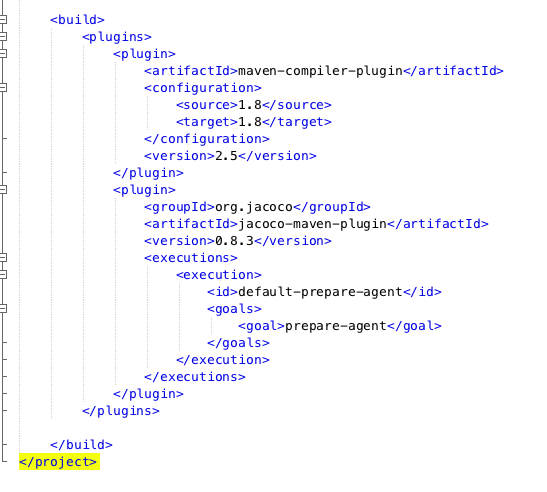 <build>
<plugins>
<plugin>
<artifactId>maven-compiler-plugin</artifactId>
<configuration>
<source>1.8</source>
<target>1.8</target>
</configuration>
<version>2.5</version>
</plugin>
<plugin>
<groupId>org.jacoco</groupId>
<artifactId>jacoco-maven-plugin</artifactId>
<version>0.8.3</version>
<executions>
<execution>
<id>default-prepare-agent</id>
<goals>
<goal>prepare-agent</goal>
</goals>
</execution>
</executions>
</plugin>
</plugins>
</build>
</project>